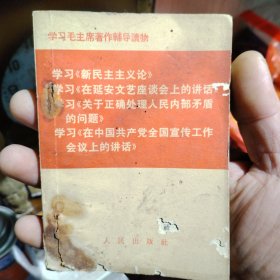 学习毛主席著作輔导讀物
学习《新民主主义论》
学习《在延安文艺座谈会上的讲话》
学习《关于正确处理人民内部矛盾
的问题》
学习《在中国共产党全国宣传工作
会议上的讲话》
人民出版社